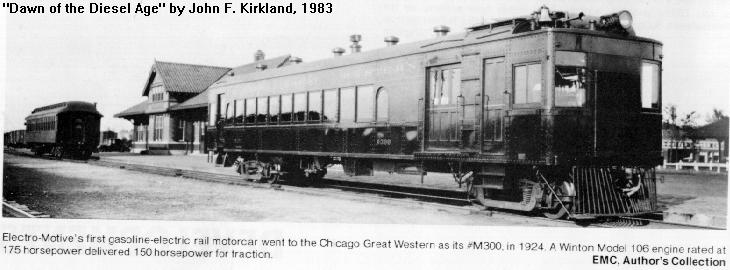 "Dawn of the Diesel Age" by John F. Kirkland, 1983
M300
Electro-Motive's first gasoline-electric rail motorcar went to the Chicago Great Western as its #M300, in 1924. A Winton Model 106 engine rated at
175 horsepower delivered 150 horsepower for traction.
EMC, Author's Collection